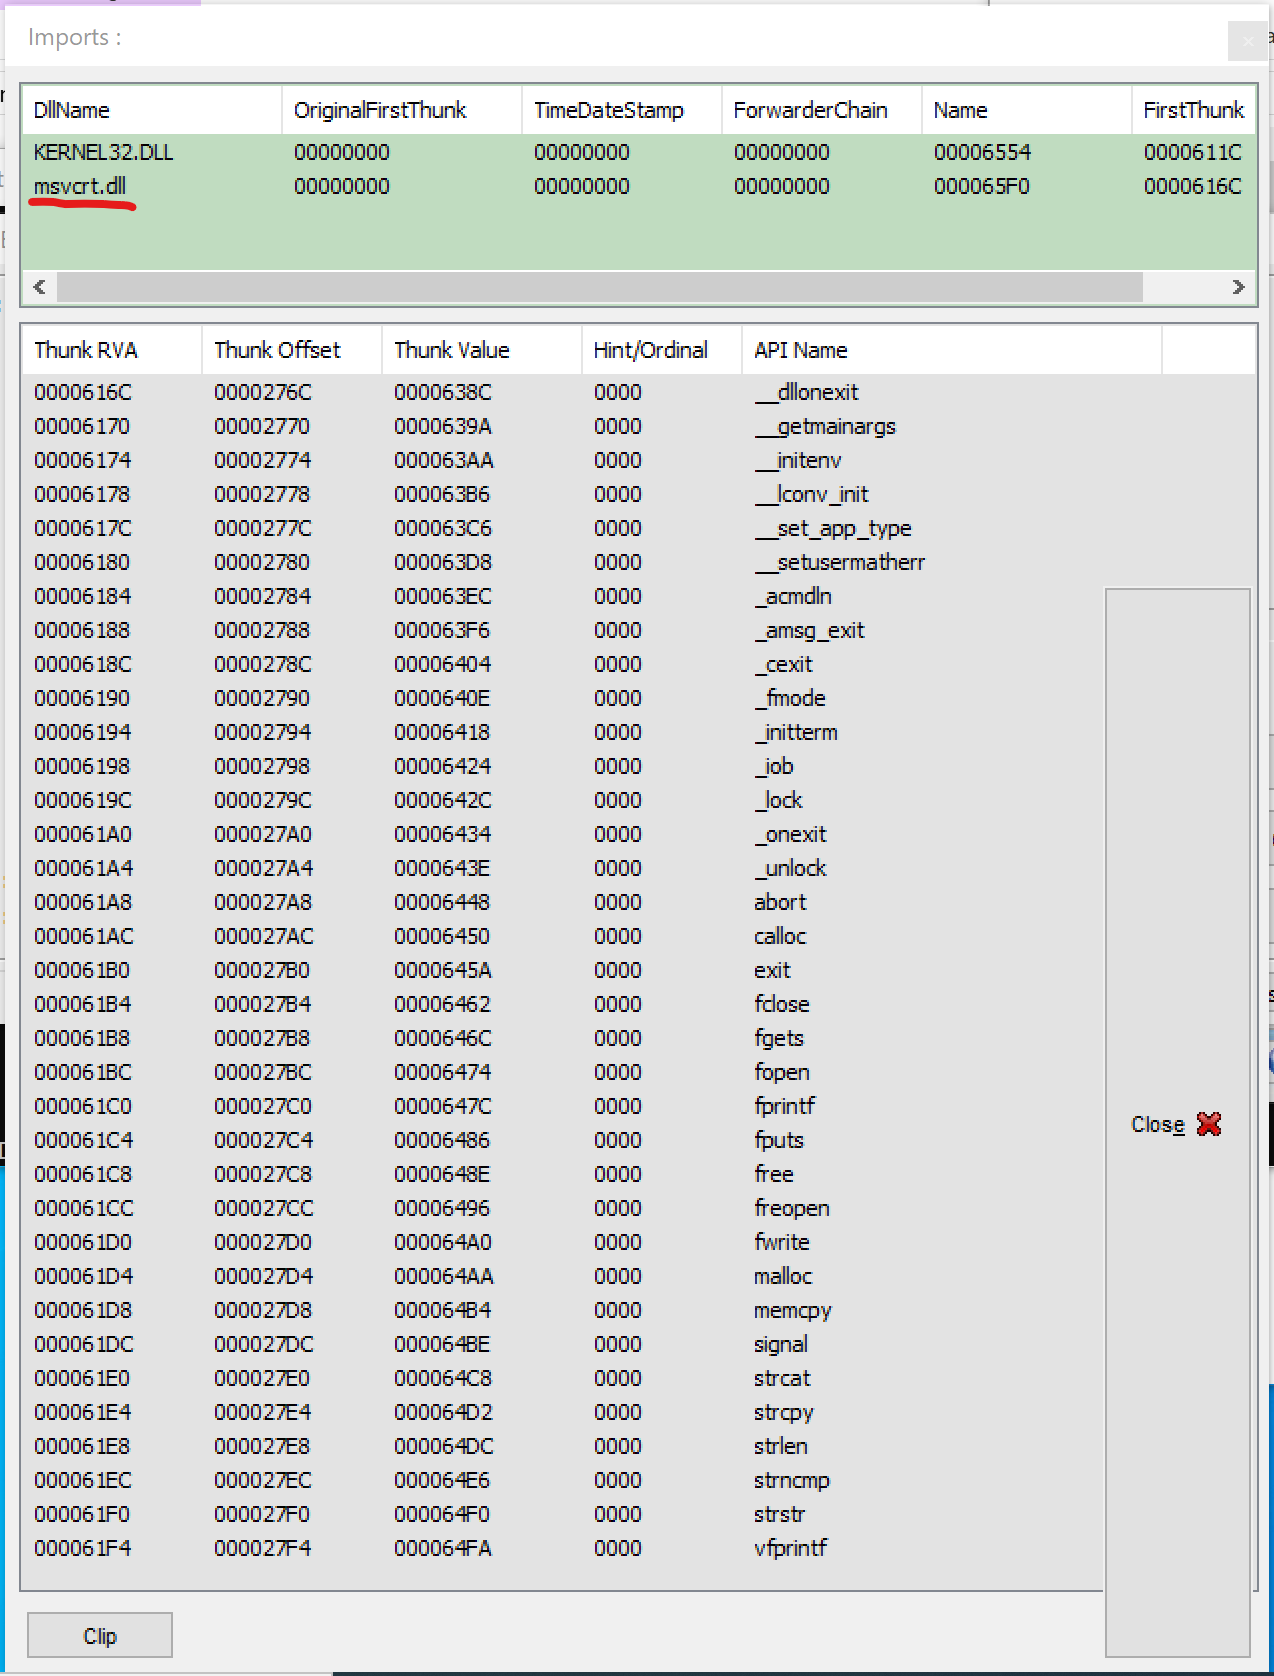 Imports :
DllName OriginalFirstThunk TimeDateStamp ForwarderChain Name FirstThunk
KERNEL32.DLL 00000000 00000000 00000000 00006554 0000611C
msvcrt.dll 00000000 00000000 00000000 000065F0 0000616C
Thunk RVA Thunk Offset Thunk Value Hint/Ordinal API Name
0000616C 0000276C 0000638C 0000 __dllonexit
00006170 00002770 0000639A 0000 __getmainargs
00006174 00002774 000063AA 0000 __initenv
00006178 00002778 000063B6 0000 __lconv_init
0000617C 0000277C 000063C6 0000 __set_app_type
00006180 00002780 000063D8 0000 __setusermatherr
00006184 00002784 000063EC 0000 _acmdln
00006188 00002788 000063F6 0000 _amsg_exit
0000618C 0000278C 00006404 0000 _cexit
00006190 00002790 0000640E 0000 _fmode
00006194 00002794 00006418 0000 _initterm
00006198 00002798 00006424 0000 _iob
0000619C 0000279C 0000642C 0000 _lock
000061A0 000027A0 00006434 0000 _onexit
000061A4 000027A4 0000643E 0000 _unlock
000061A8 000027A8 00006448 0000 abort
000061AC 000027AC 00006450 0000 calloc
000061B0 000027B0 0000645A 0000 exit
000061B4 000027B4 00006462 0000 fclose
000061B8 000027B8 0000646C 0000 fgets
000061BC 000027BC 00006474 0000 fopen
000061C0 000027C0 0000647C 0000 fprintf
000061C4 000027C4 00006486 0000 fputs
000061C8 000027C8 0000648E 0000 free
000061CC 000027CC 00006496 0000 freopen
000061D0 000027D0 000064A0 0000 fwrite
000061D4 000027D4 000064AA 0000 malloc
000061D8 000027D8 000064B4 0000 memcpy
000061DC 000027DC 000064BE 0000 signal
000061E0 000027E0 000064C8 0000 strcat
000061E4 000027E4 000064D2 0000 strcpy
000061E8 000027E8 000064DC 0000 strlen
000061EC 000027EC 000064E6 0000 strncmp
000061F0 000027F0 000064F0 0000 strstr
000061F4 000027F4 000064FA 0000 vfprintf
Close
Clip